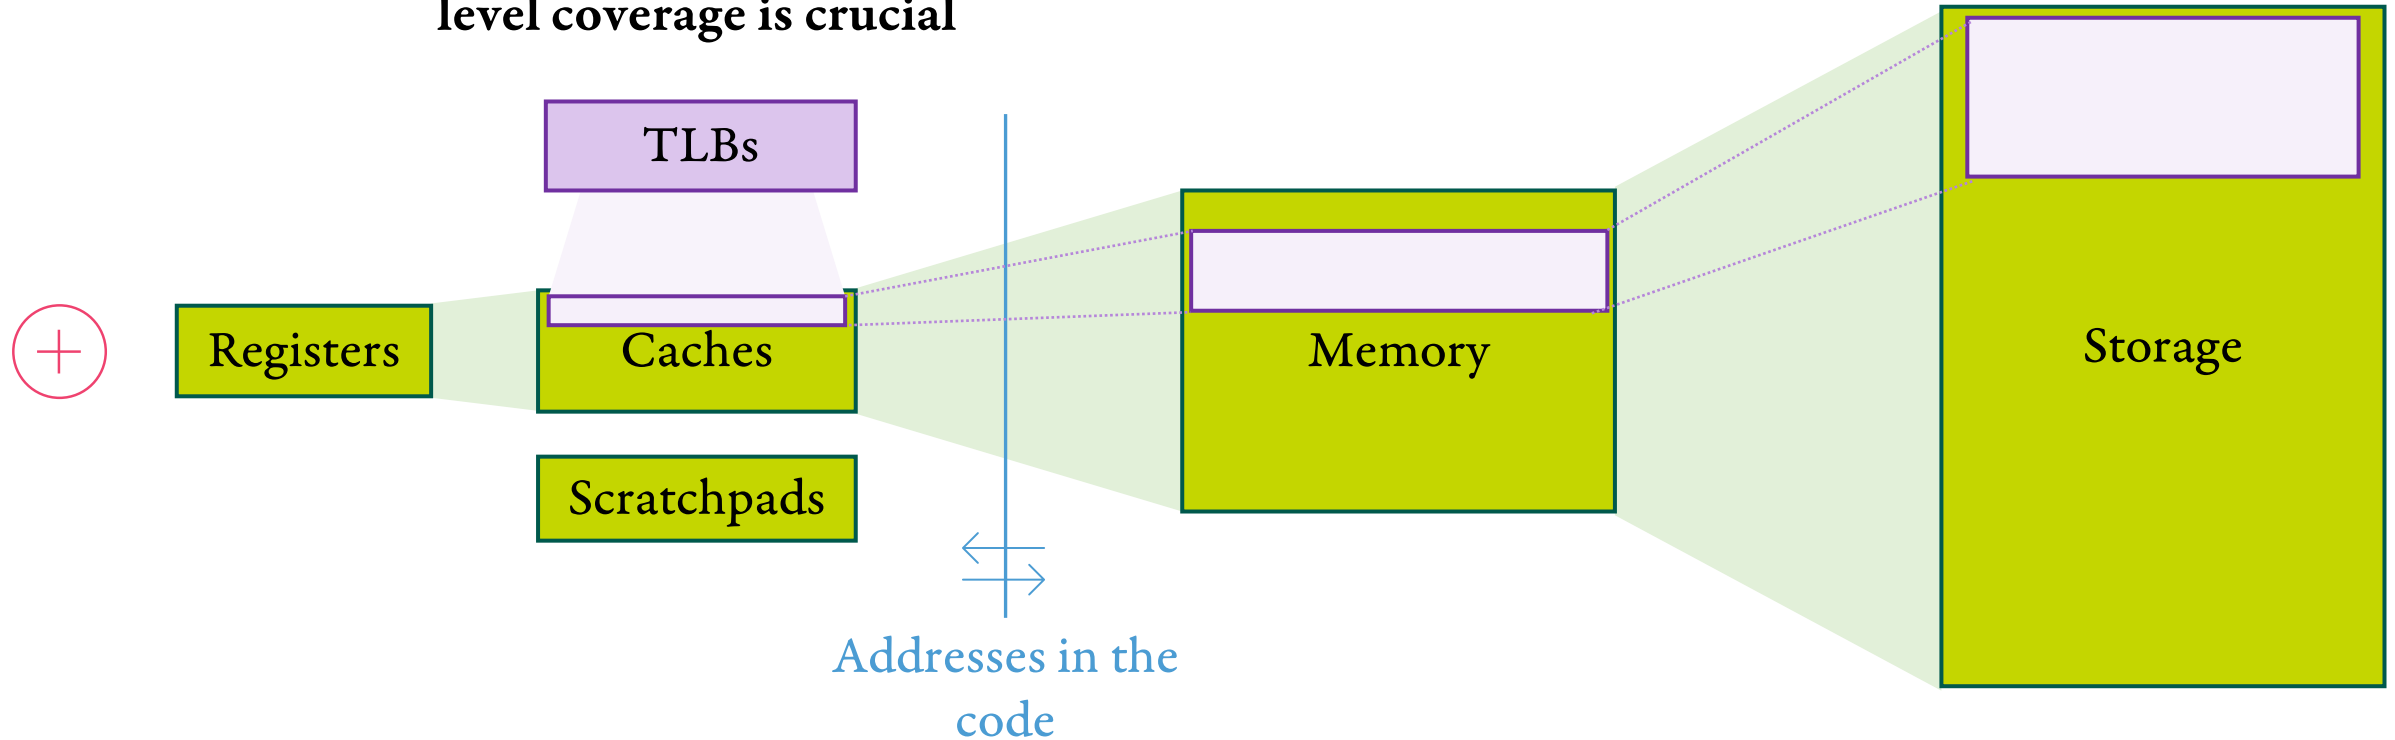 level coverage is crucial
TLBs
Registers
Caches
Memory
Storage
Scratchpads
Addresses in the
code